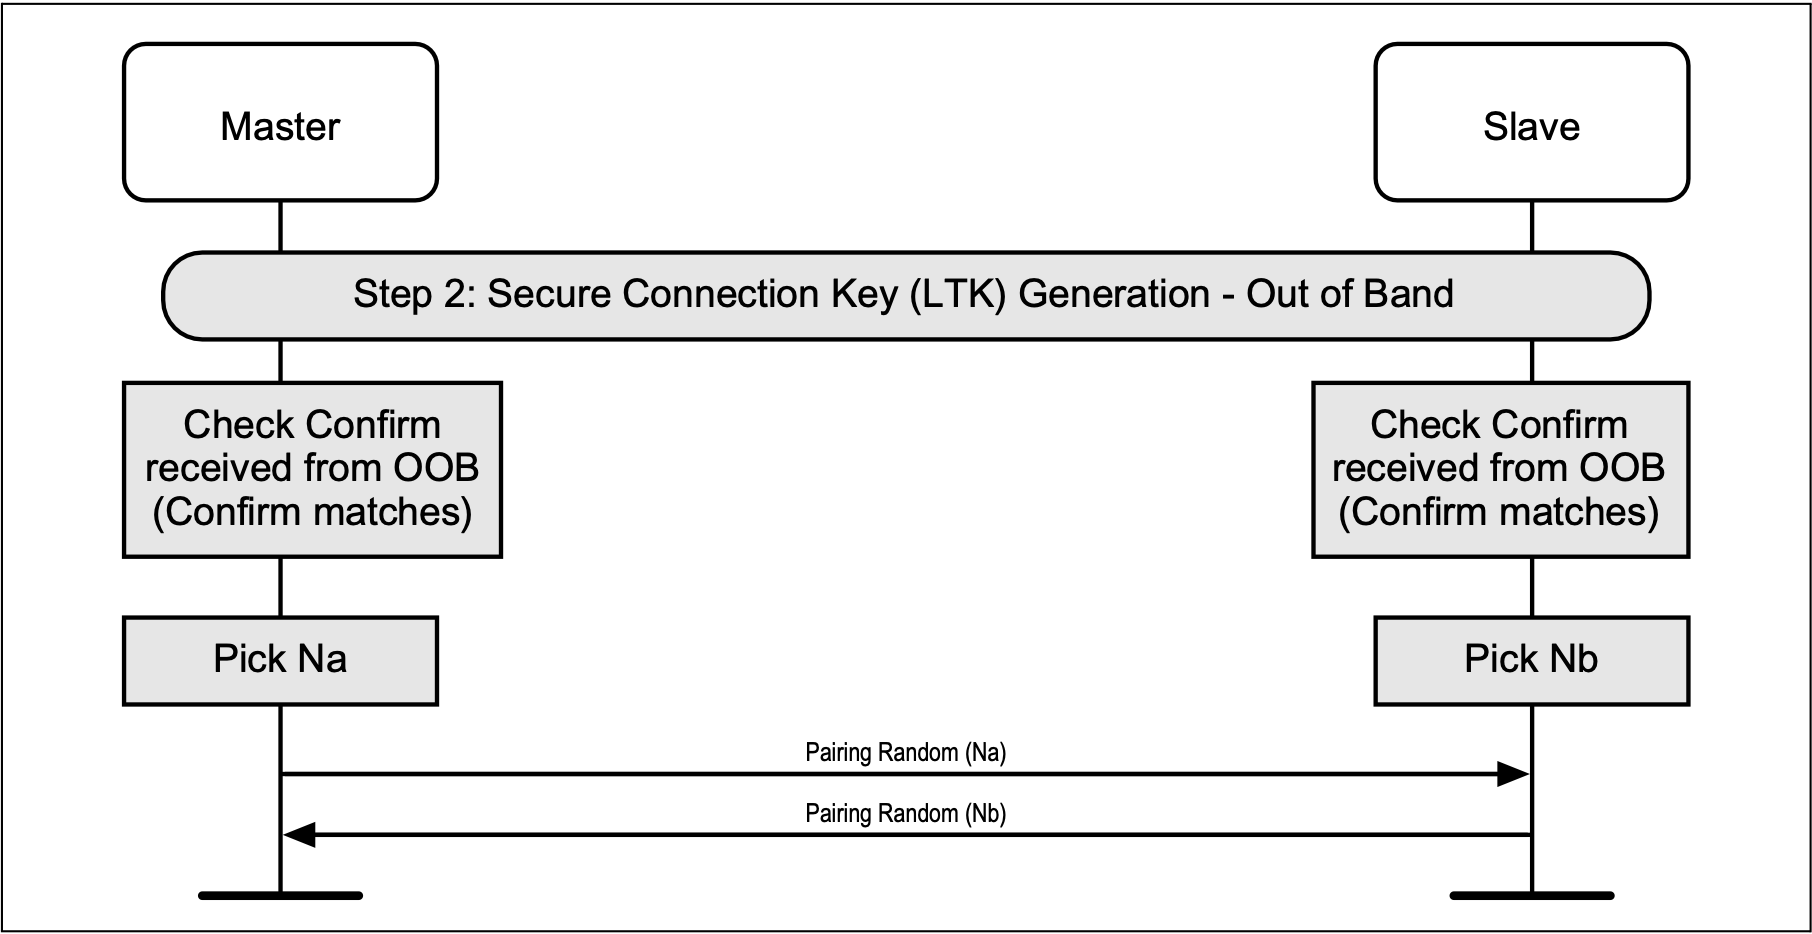 Master
Slave
Step 2: Secure Connection Key (LTK) Generation - Out of Band
Check Confirm
received from OOB
(Confirm matches)
Check Confirm
received from OOB
(Confirm matches)
Pick Na
Pick Nb
Pairing Random (Na)
Pairing Random (Nb)